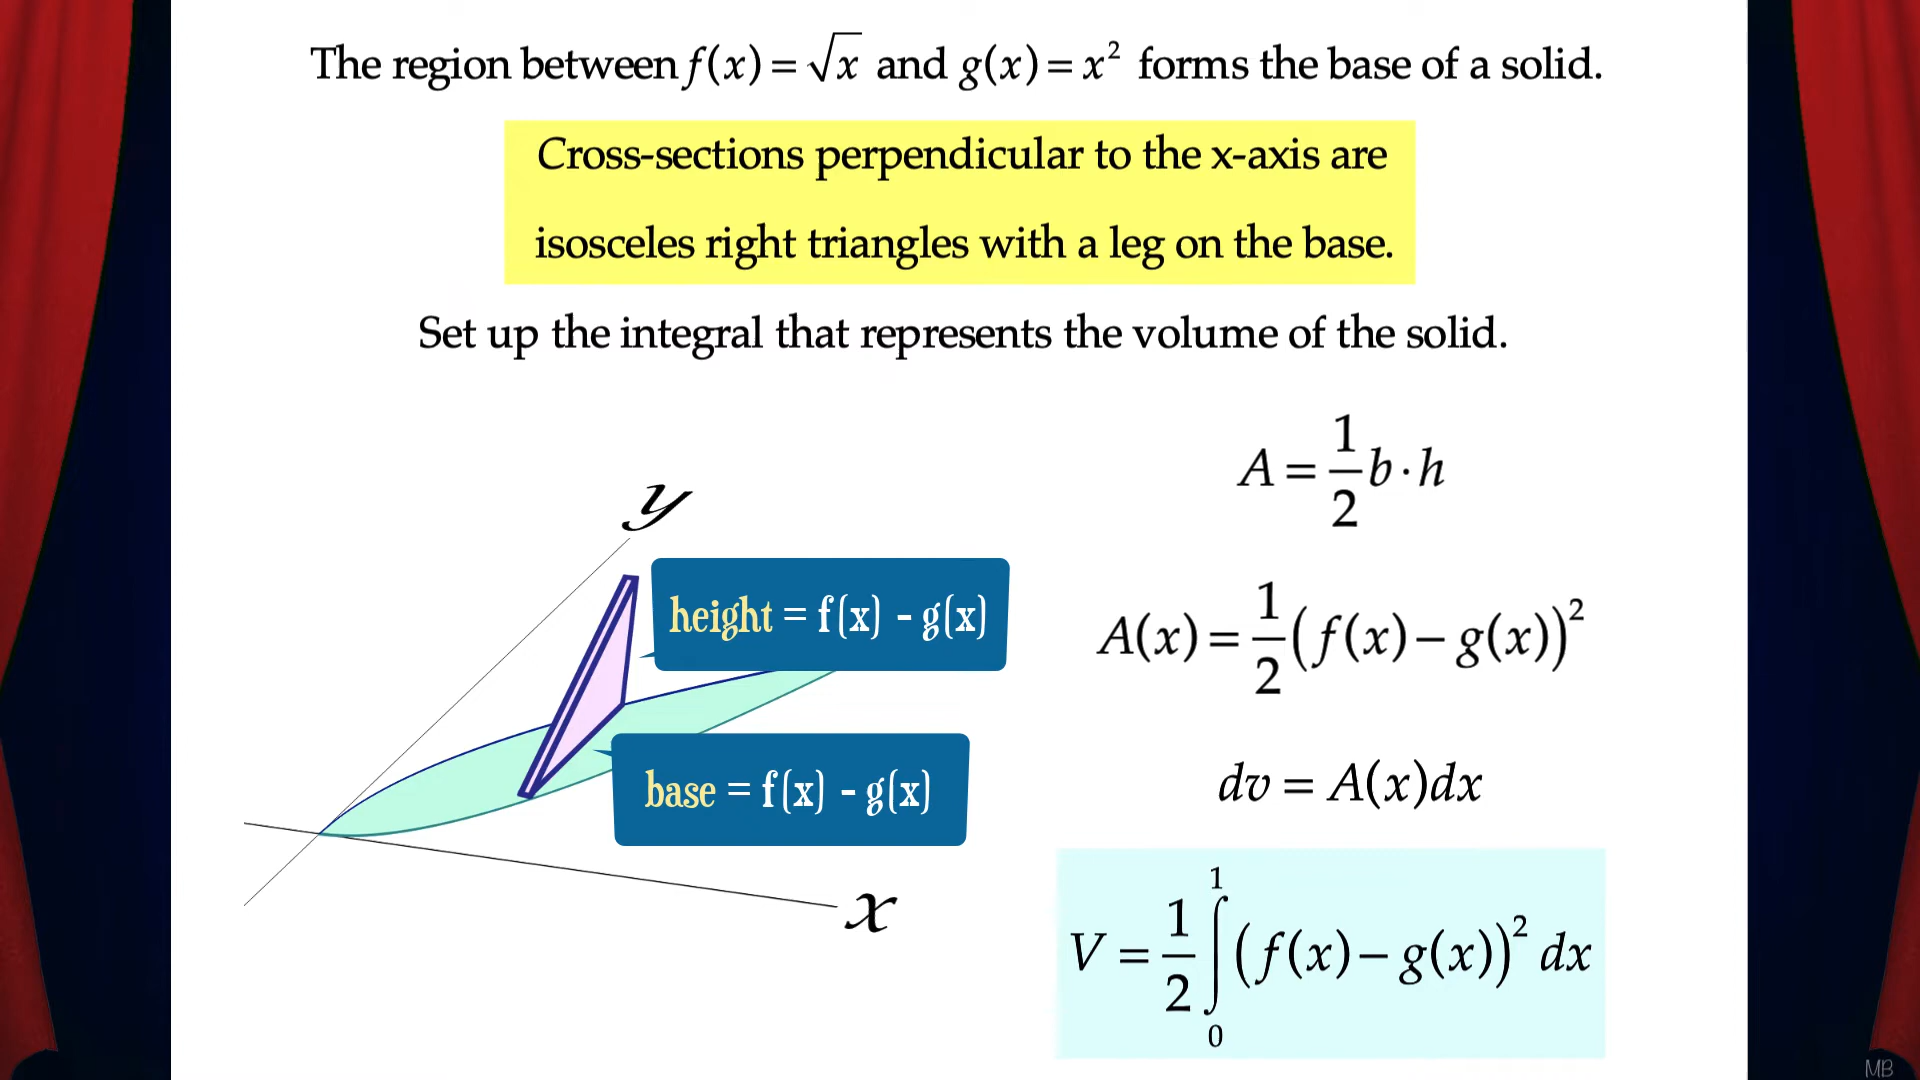 The region between f(x) = √x and g(x) = x² forms the base of a solid.
Cross-sections perpendicular to the x-axis are
isosceles right triangles with a leg on the base.
Set up the integral that represents the volume of the solid.
y
height = f(x) - g(x)
base = f(x) - g(x)
x
A = 1/2 b · h
A(x) = 1/2 (f(x) – g(x))²
dv = A(x)dx
V = 1/2 ∫₀¹ (f(x) – g(x))² dx
MB